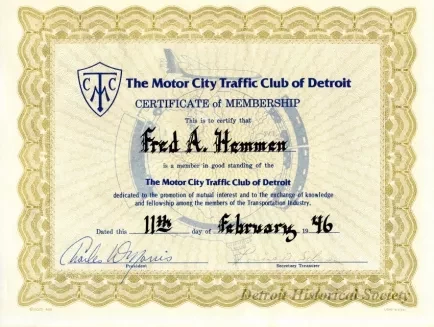 TMC
C C
The Motor City Traffic Club of Detroit
CERTIFICATE OF MEMBERSHIP
This is to certify that
Fred A. Hemmen
is a member in good standing of the
The Motor City Traffic Club of Detroit
dedicated to the promotion of mutual interest and to the exchange of knowledge
and fellowship among the members of the Transportation Industry.
Dated this 11th day of February 1946
President Secretary Treasurer
Detroit Historical Society